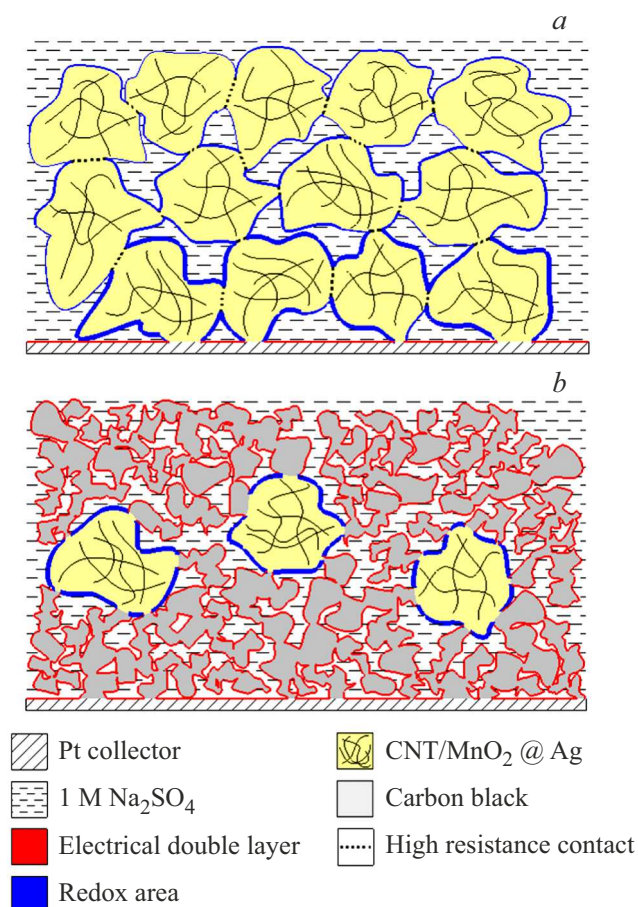 a
b
Pt collector
CNT/MnO₂ @ Ag
1 M Na₂SO₄
Carbon black
Electrical double layer
High resistance contact
Redox area